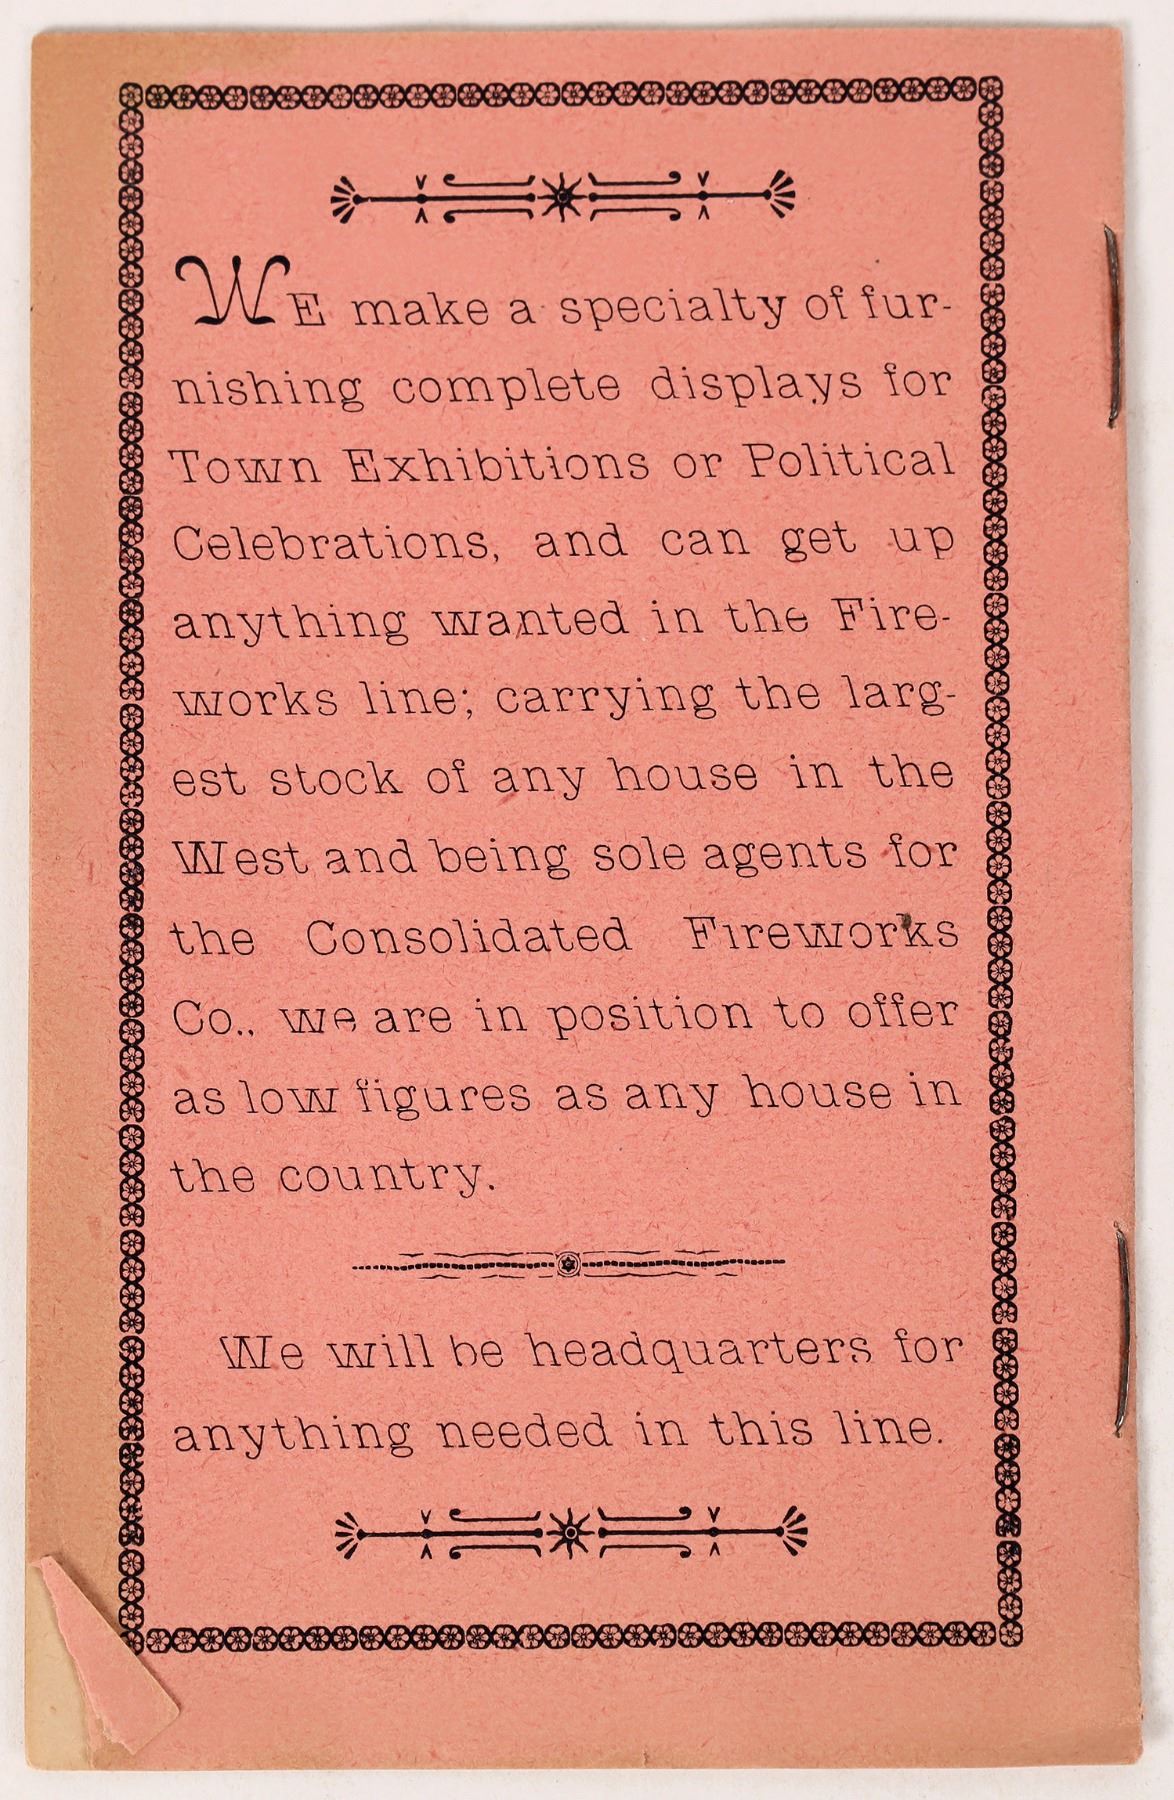 WE make a specialty of fur-
nishing complete displays for
Town Exhibitions or Political
Celebrations, and can get up
anything wanted in the Fire-
works line; carrying the larg-
est stock of any house in the
West and being sole agents for
the Consolidated Fireworks
Co., we are in position to offer
as low figures as any house in
the country.
We will be headquarters for
anything needed in this line.